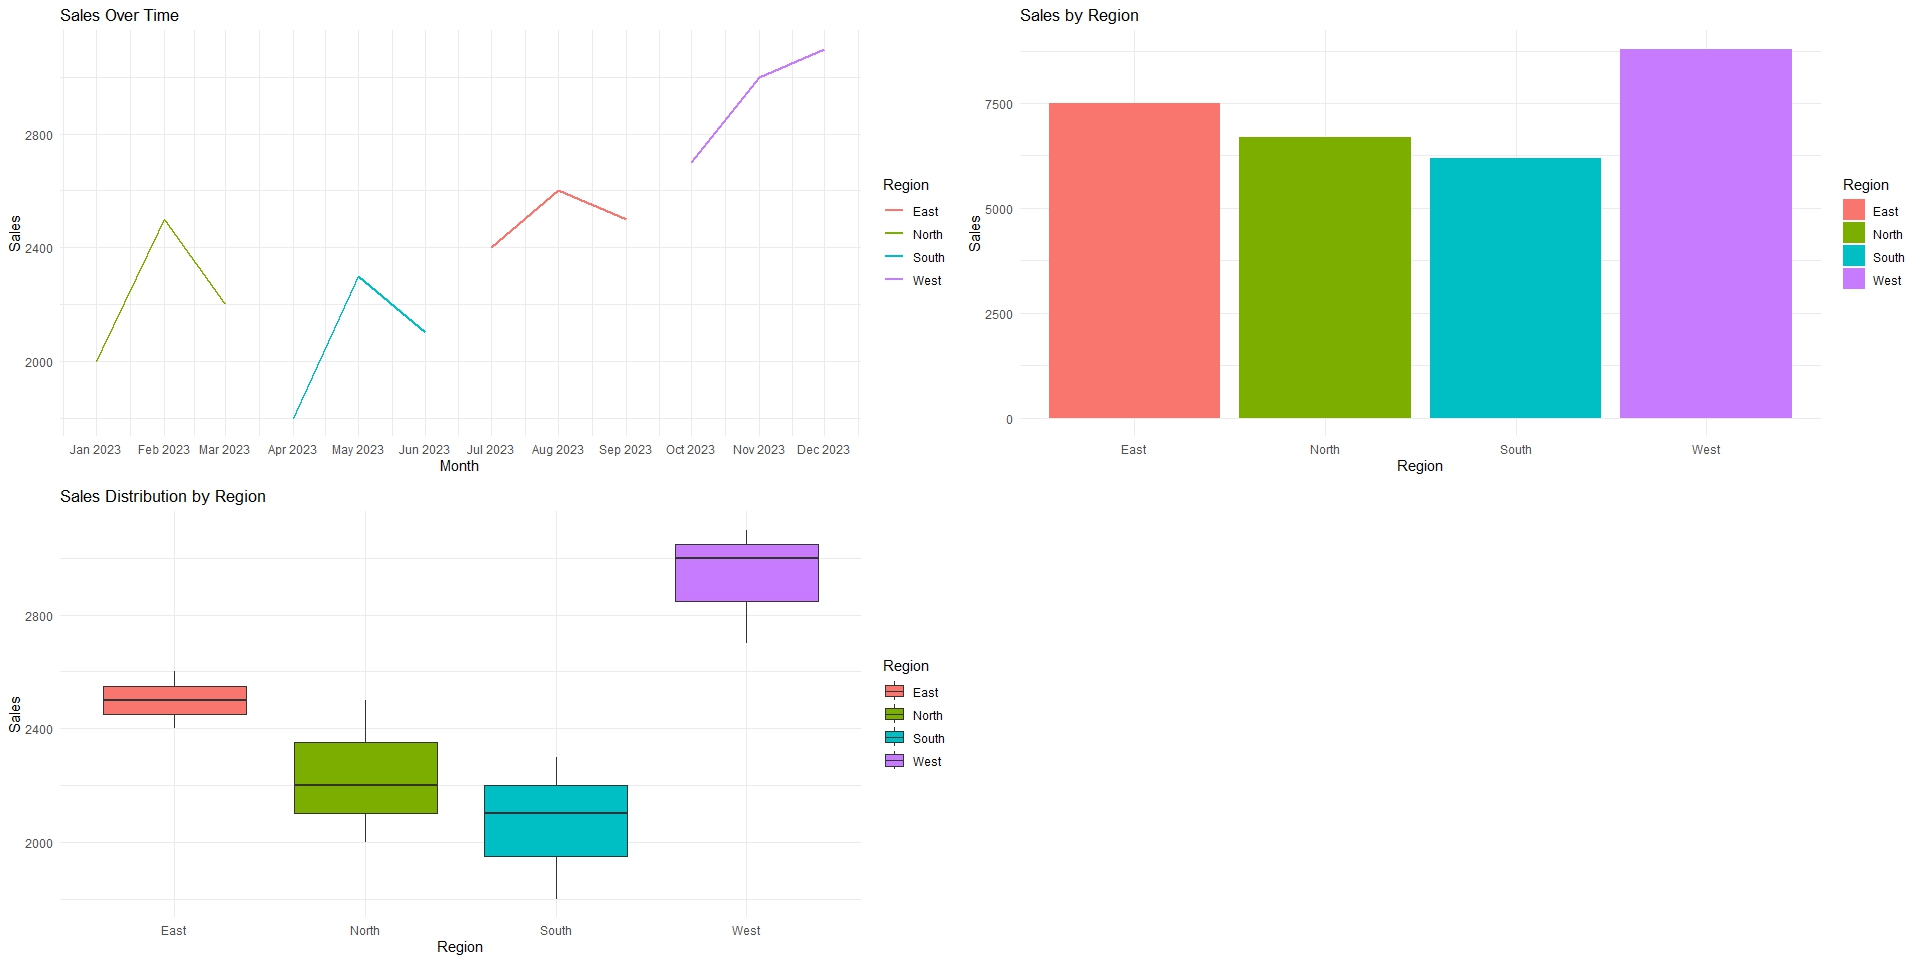 Sales Over Time
Sales
2800
2400
2000
Jan 2023 Feb 2023 Mar 2023 Apr 2023 May 2023 Jun 2023 Jul 2023 Aug 2023 Sep 2023 Oct 2023 Nov 2023 Dec 2023
Month
Region
East
North
South
West
Sales by Region
Sales
7500
5000
2500
0
East North South West
Region
Region
East
North
South
West
Sales Distribution by Region
Sales
2800
2400
2000
East North South West
Region
Region
East
North
South
West